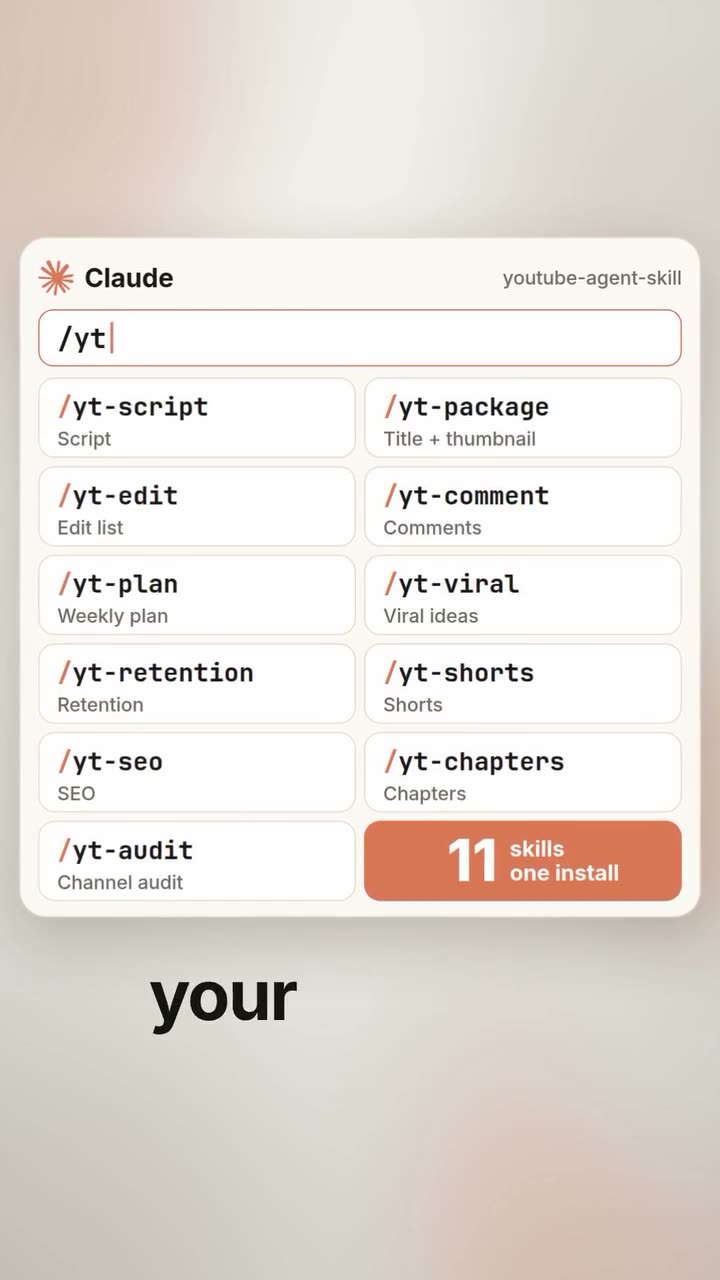 Claude
youtube-agent-skill
/yt
/yt-script
Script
/yt-package
Title + thumbnail
/yt-edit
Edit list
/yt-comment
Comments
/yt-plan
Weekly plan
/yt-viral
Viral ideas
/yt-retention
Retention
/yt-shorts
Shorts
/yt-seo
SEO
/yt-chapters
Chapters
/yt-audit
Channel audit
11 skills
one install
your